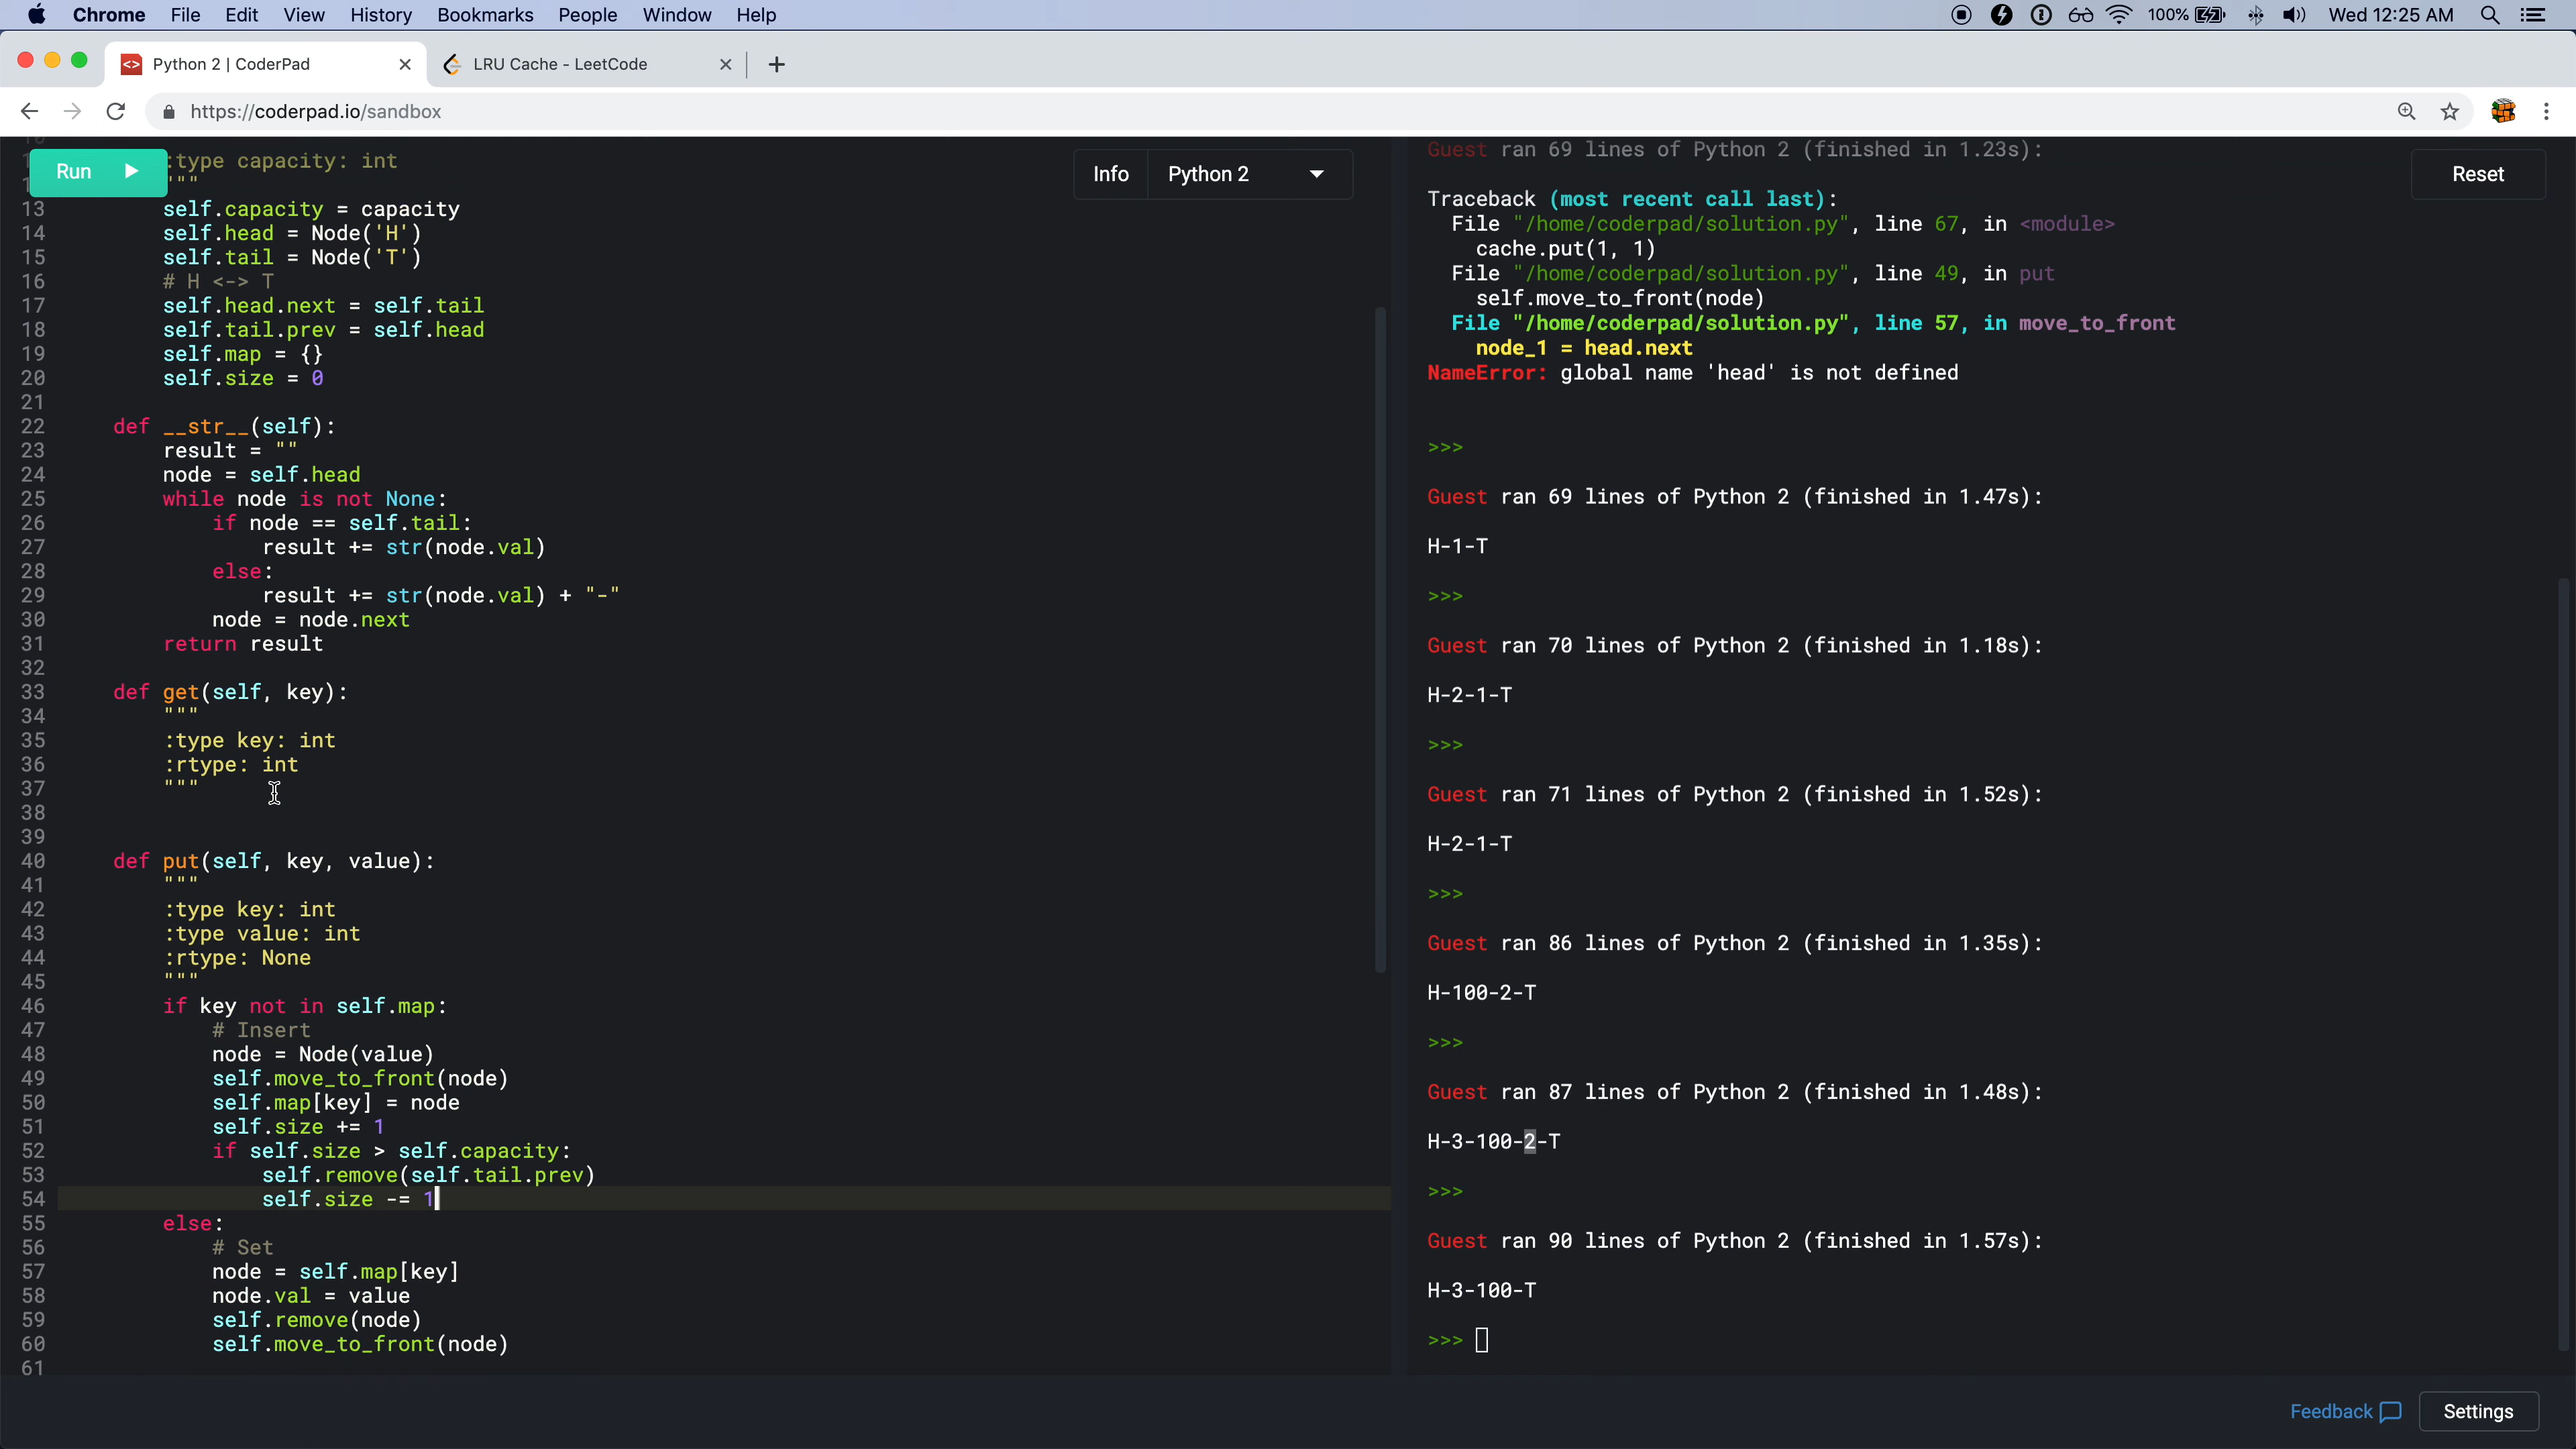 Chrome File Edit View History Bookmarks People Window Help 100% Wed 12:25 AM
Python 2 | CoderPad LRU Cache - LeetCode
https://coderpad.io/sandbox
Run
Info Python 2
Reset
:type capacity: int
"""
13 self.capacity = capacity
14 self.head = Node('H')
15 self.tail = Node('T')
16 # H <-> T
17 self.head.next = self.tail
18 self.tail.prev = self.head
19 self.map = {}
20 self.size = 0
21
22 def __str__(self):
23 result = ""
24 node = self.head
25 while node is not None:
26 if node == self.tail:
27 result += str(node.val)
28 else:
29 result += str(node.val) + "-"
30 node = node.next
31 return result
32
33 def get(self, key):
34 """
35 :type key: int
36 :rtype: int
37 """
38
39
40 def put(self, key, value):
41 """
42 :type key: int
43 :type value: int
44 :rtype: None
45 """
46 if key not in self.map:
47 # Insert
48 node = Node(value)
49 self.move_to_front(node)
50 self.map[key] = node
51 self.size += 1
52 if self.size > self.capacity:
53 self.remove(self.tail.prev)
54 self.size -= 1
55 else:
56 # Set
57 node = self.map[key]
58 node.val = value
59 self.remove(node)
60 self.move_to_front(node)
61
Guest ran 69 lines of Python 2 (finished in 1.23s):
Traceback (most recent call last):
File "/home/coderpad/solution.py", line 67, in <module>
cache.put(1, 1)
File "/home/coderpad/solution.py", line 49, in put
self.move_to_front(node)
File "/home/coderpad/solution.py", line 57, in move_to_front
node_1 = head.next
NameError: global name 'head' is not defined
>>>
Guest ran 69 lines of Python 2 (finished in 1.47s):
H-1-T
>>>
Guest ran 70 lines of Python 2 (finished in 1.18s):
H-2-1-T
>>>
Guest ran 71 lines of Python 2 (finished in 1.52s):
H-2-1-T
>>>
Guest ran 86 lines of Python 2 (finished in 1.35s):
H-100-2-T
>>>
Guest ran 87 lines of Python 2 (finished in 1.48s):
H-3-100-2-T
>>>
Guest ran 90 lines of Python 2 (finished in 1.57s):
H-3-100-T
>>>
Feedback Settings